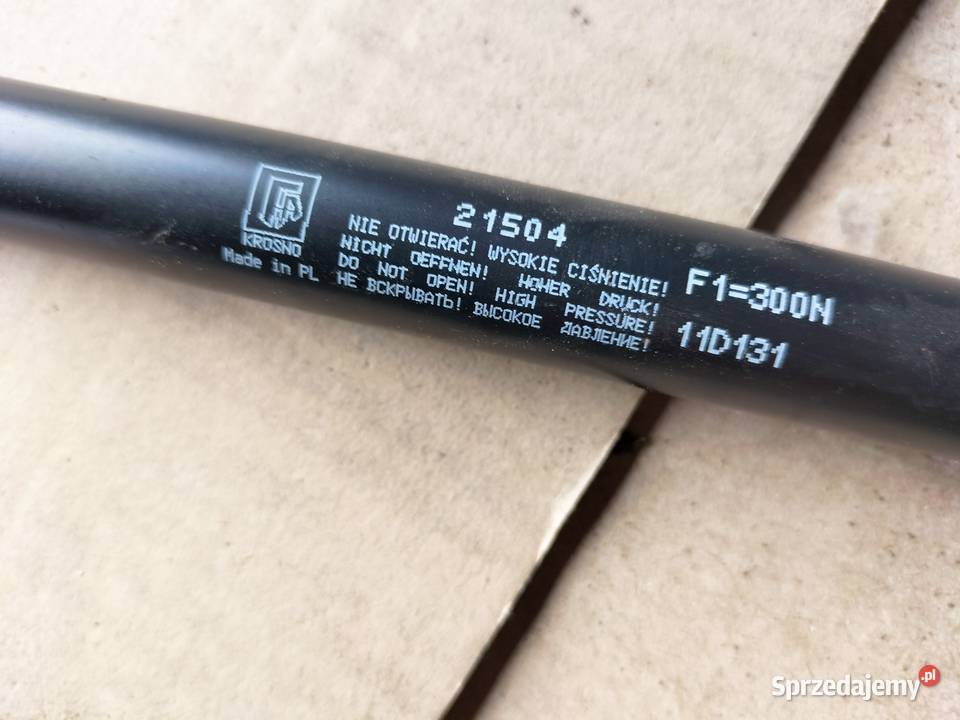 KROSNO
Made in PL
21504
NIE OTWIERAĆ! WYSOKIE CIŚNIENIE!
NICHT OEFFNEN! HOHER DRUCK!
DO NOT OPEN! HIGH PRESSURE!
НЕ ВСКРЫВАТЬ! ВЫСОКОЕ ДАВЛЕНИЕ!
F1=300N
11D131
Sprzedajemy.pl